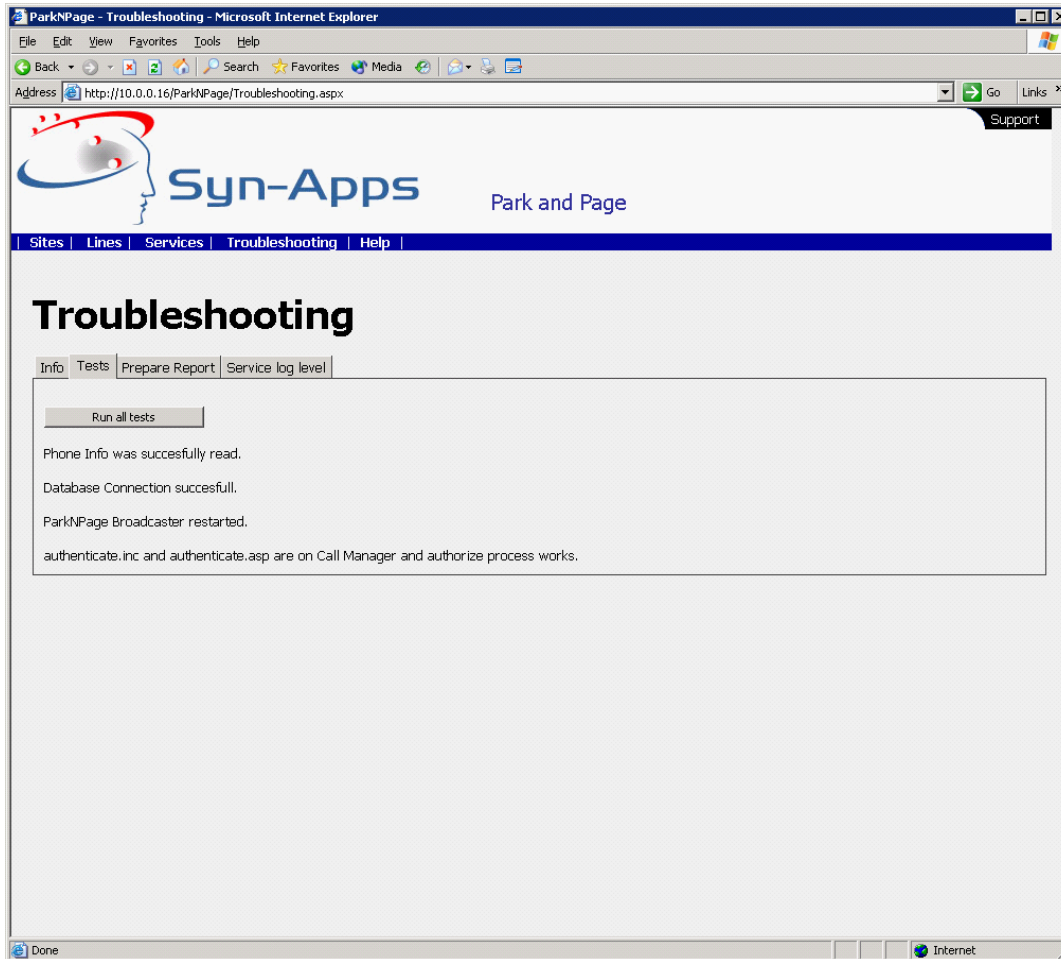 ParkNPage - Troubleshooting - Microsoft Internet Explorer
File Edit View Favorites Tools Help
Back Search Favorites Media
Address http://10.0.0.16/ParkNPage/Troubleshooting.aspx Go Links »
Support
Syn-Apps Park and Page
| Sites | Lines | Services | Troubleshooting | Help |
Troubleshooting
Info Tests Prepare Report Service log level
Run all tests
Phone Info was succesfully read.
Database Connection succesfull.
ParkNPage Broadcaster restarted.
authenticate.inc and authenticate.asp are on Call Manager and authorize process works.
Done Internet